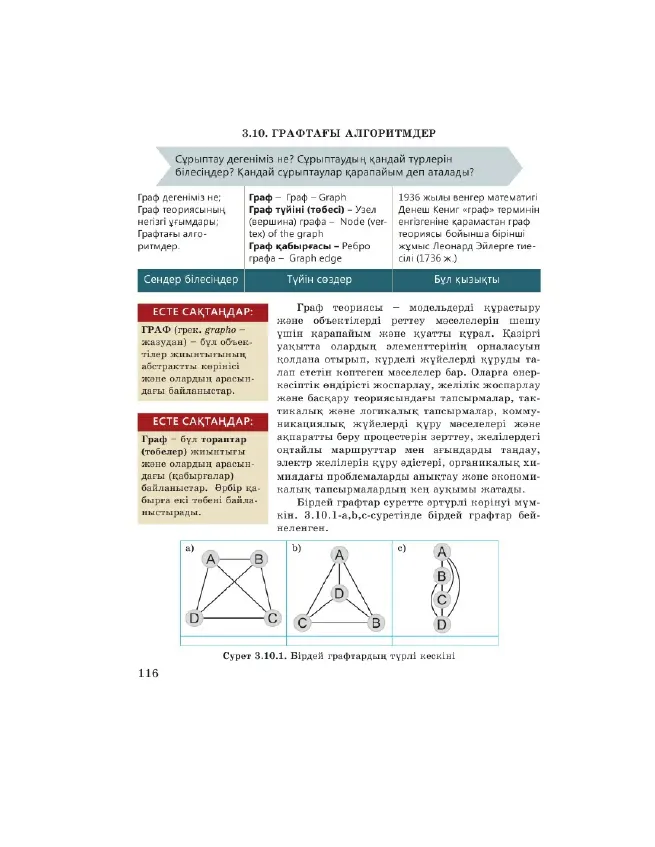 3.10. ГРАФТАҒЫ АЛГОРИТМДЕР
Сұрыптау дегеніміз не? Сұрыптаудың қандай түрлерін
білесіңдер? Қандай сұрыптаулар қарапайым деп аталады?
Граф дегеніміз не;
Граф теориясының
негізгі ұғымдары;
Графтағы алго-
ритмдер.
Граф – Граф – Graph
Граф түйіні (төбесі) – Узел
(вершина) графа – Node (ver-
tex) of the graph
Граф қабырғасы – Ребро
графа – Graph edge
1936 жылы венгер математигі
Денеш Кениг «граф» терминін
енгізгеніне қарамастан граф
теориясы бойынша бірінші
жұмыс Леонард Эйлерге тие-
сілі (1736 ж.)
Сендер білесіңдер
Түйін сөздер
Бұл қызықты
ЕСТЕ САҚТАҢДАР:
ГРАФ (грек. grapho –
жазудан) – бұл объек-
тілер жиынтығының
абстрактты көрінісі
және олардың арасын-
дағы байланыстар.
ЕСТЕ САҚТАҢДАР:
Граф – бұл тораптар
(төбелер) жиынтығы
және олардың арасын-
дағы (қабырғалар)
байланыстар. Әрбір қа-
бырға екі төбені байла-
ныстырады.
Граф теориясы – модельдерді құрастыру
және объектілерді реттеу мәселелерін шешу
үшін қарапайым және қуатты құрал. Қазіргі
уақытта олардың элементтерінің орналасуын
қолдана отырып, күрделі жүйелерді құруды та-
лап ететін көптеген мәселелер бар. Оларға өнер-
кәсіптік өндірісті жоспарлау, желілік жоспарлау
және басқару теориясындағы тапсырмалар, так-
тикалық және логикалық тапсырмалар, комму-
никациялық жүйелерді құру мәселелері және
ақпаратты беру процестерін зерттеу, желілердегі
оңтайлы маршруттар мен ағындарды таңдау,
электр желілерін құру әдістері, органикалық хи-
миядағы проблемаларды анықтау және экономи-
калық тапсырмалардың кең ауқымы жатады.
Бірдей графтар суретте әртүрлі көрінуі мүм-
кін. 3.10.1-a,b,c-суретінде бірдей графтар бей-
неленген.
a)
A B
D C
b)
A
D
C B
c)
A
B
C
D
Сурет 3.10.1. Бірдей графтардың түрлі кескіні
116